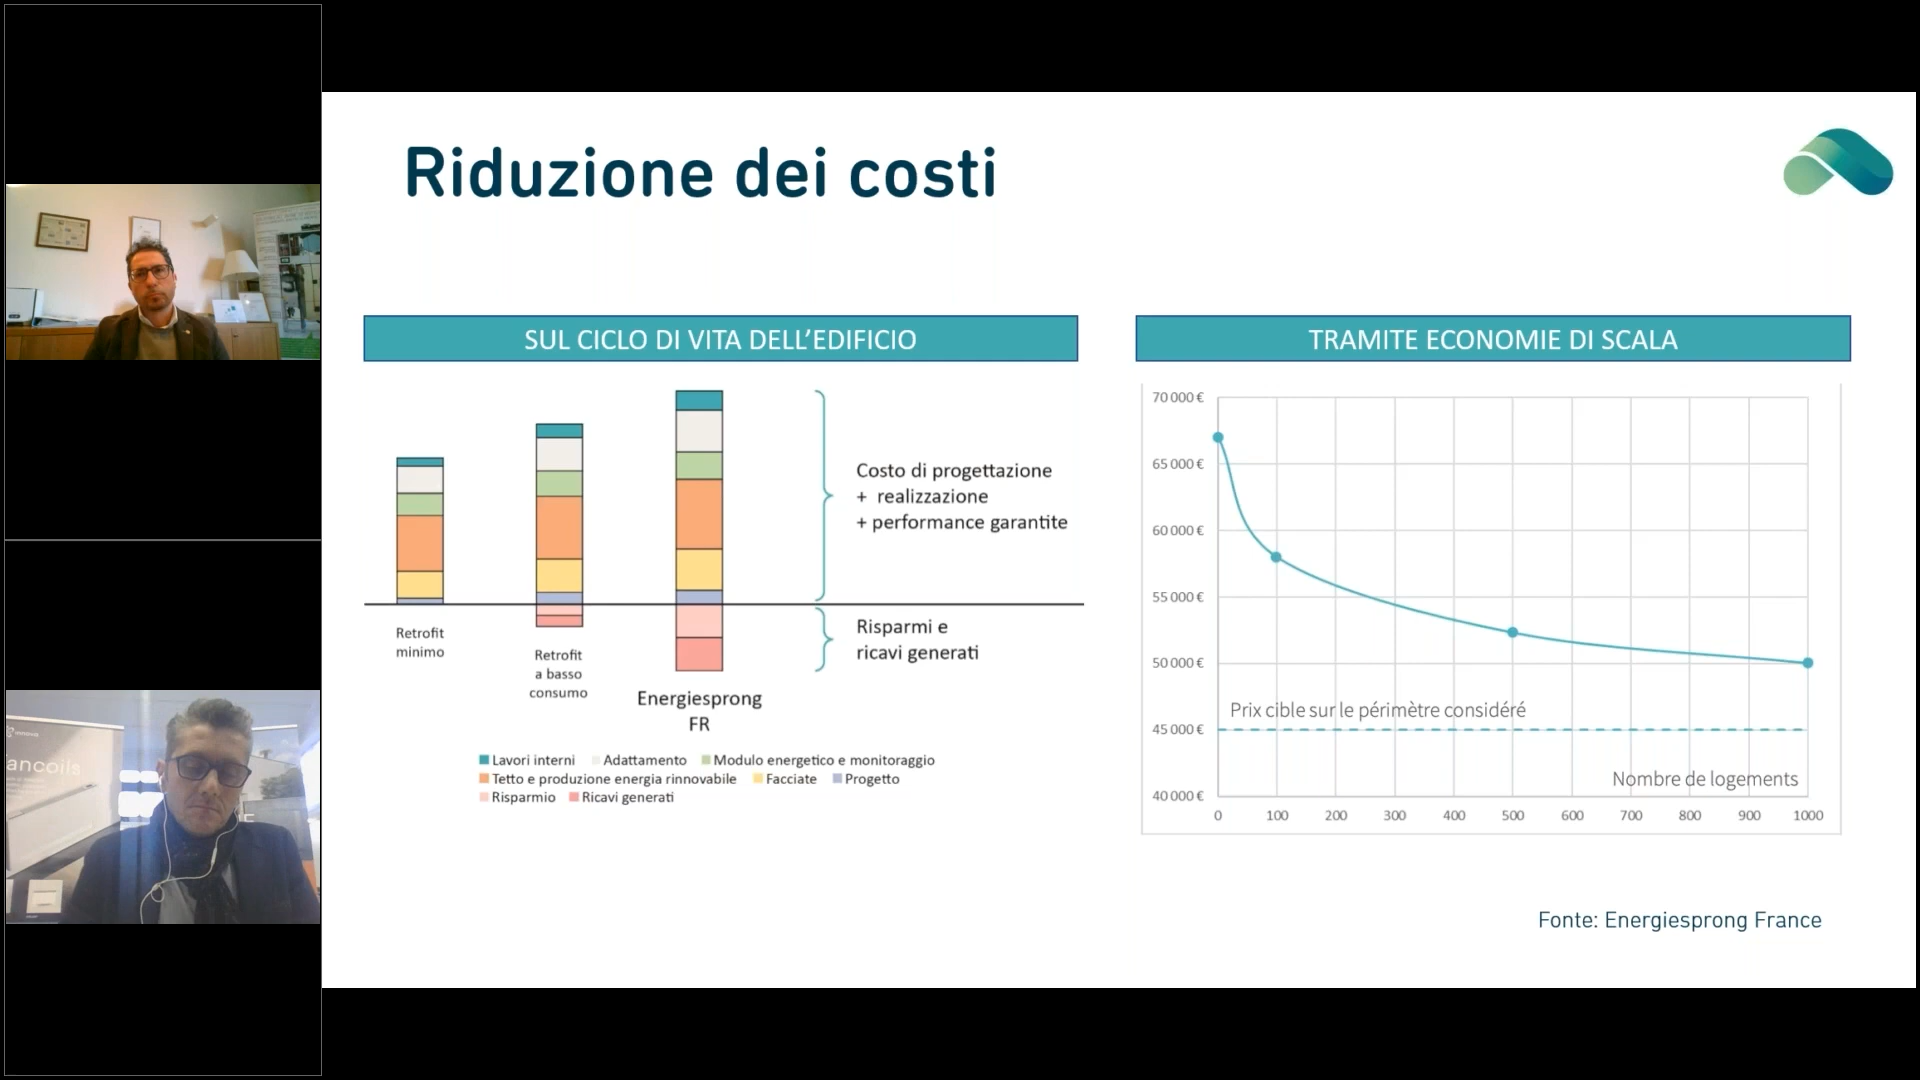 Riduzione dei costi
SUL CICLO DI VITA DELL'EDIFICIO
Costo di progettazione
+ realizzazione
+ performance garantite
Risparmi e
ricavi generati
Retrofit
minimo
Retrofit
a basso
consumo
Energiesprong
FR
Lavori interni Adattamento Modulo energetico e monitoraggio
Tetto e produzione energia rinnovabile Facciate Progetto
Risparmio Ricavi generati
TRAMITE ECONOMIE DI SCALA
70 000 €
65 000 €
60 000 €
55 000 €
50 000 €
Prix cible sur le périmètre considéré
45 000 €
Nombre de logements
40 000 €
0 100 200 300 400 500 600 700 800 900 1000
Fonte: Energiesprong France
innova
ancoils